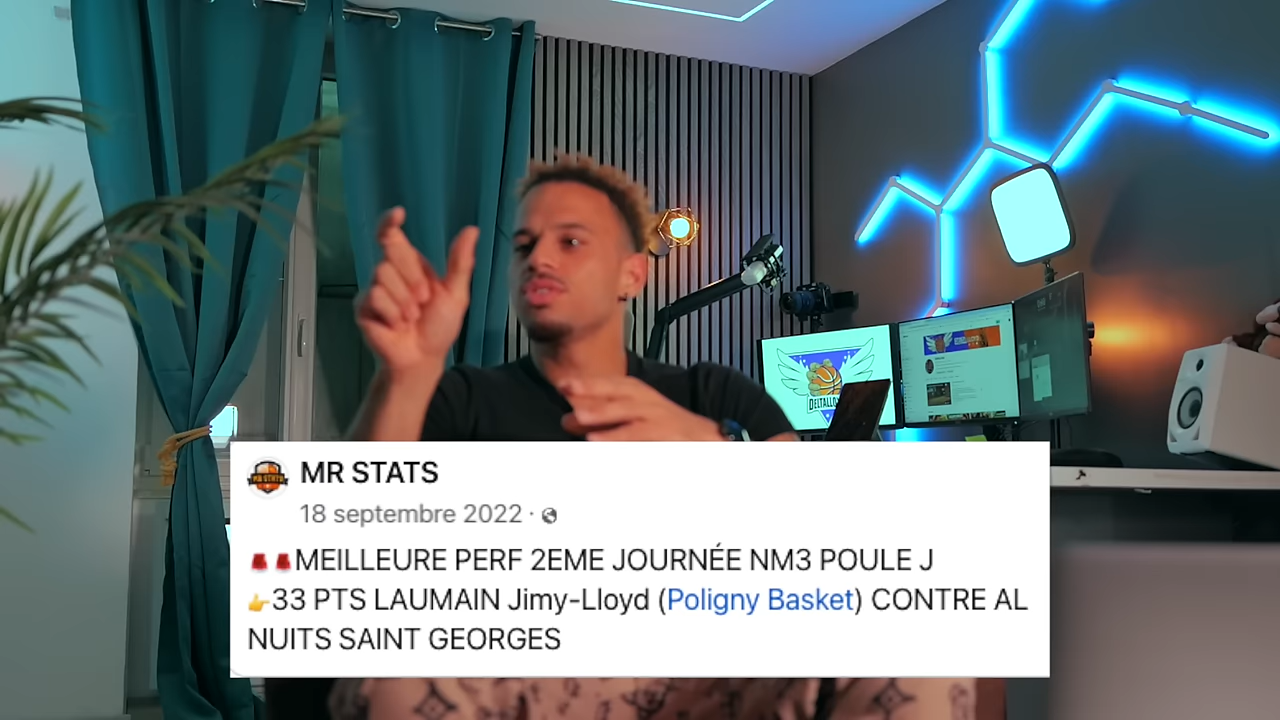 DELTALLO
MR STATS
18 septembre 2022 ·
MEILLEURE PERF 2EME JOURNÉE NM3 POULE J
👉33 PTS LAUMAIN Jimy-Lloyd (Poligny Basket) CONTRE AL
NUITS SAINT GEORGES